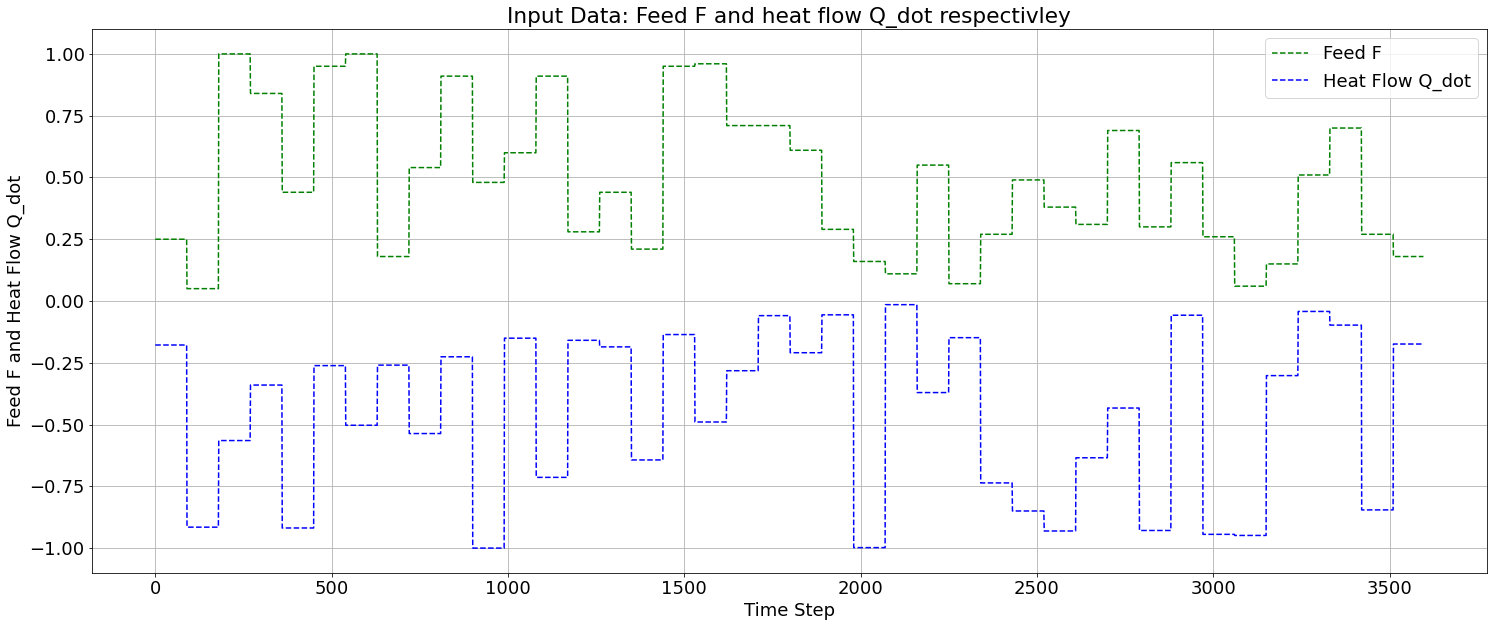 Input Data: Feed F and heat flow Q_dot respectivley
Feed F
Heat Flow Q_dot
Feed F and Heat Flow Q_dot
1.00
0.75
0.50
0.25
0.00
−0.25
−0.50
−0.75
−1.00
0 500 1000 1500 2000 2500 3000 3500
Time Step